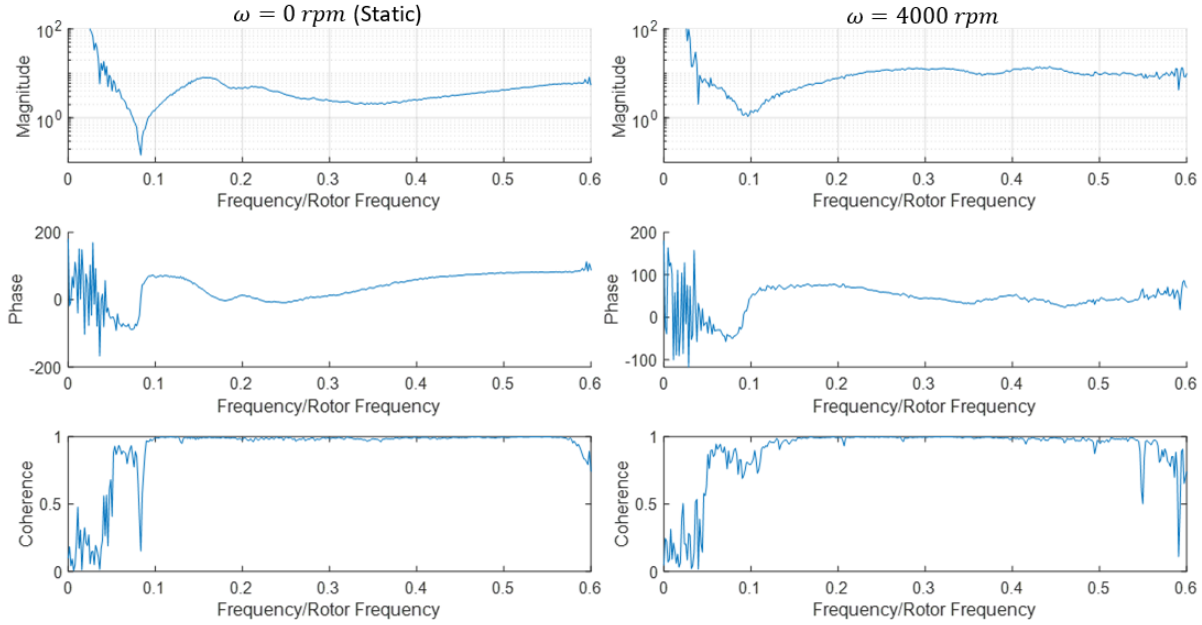 ω = 0 rpm (Static)
ω = 4000 rpm
10²
10⁰
Magnitude
0 0.1 0.2 0.3 0.4 0.5 0.6
Frequency/Rotor Frequency
10²
10⁰
Magnitude
0 0.1 0.2 0.3 0.4 0.5 0.6
Frequency/Rotor Frequency
200
0
-200
Phase
0 0.1 0.2 0.3 0.4 0.5 0.6
Frequency/Rotor Frequency
200
100
0
-100
Phase
0 0.1 0.2 0.3 0.4 0.5 0.6
Frequency/Rotor Frequency
1
0.5
0
Coherence
0 0.1 0.2 0.3 0.4 0.5 0.6
Frequency/Rotor Frequency
1
0.5
0
Coherence
0 0.1 0.2 0.3 0.4 0.5 0.6
Frequency/Rotor Frequency